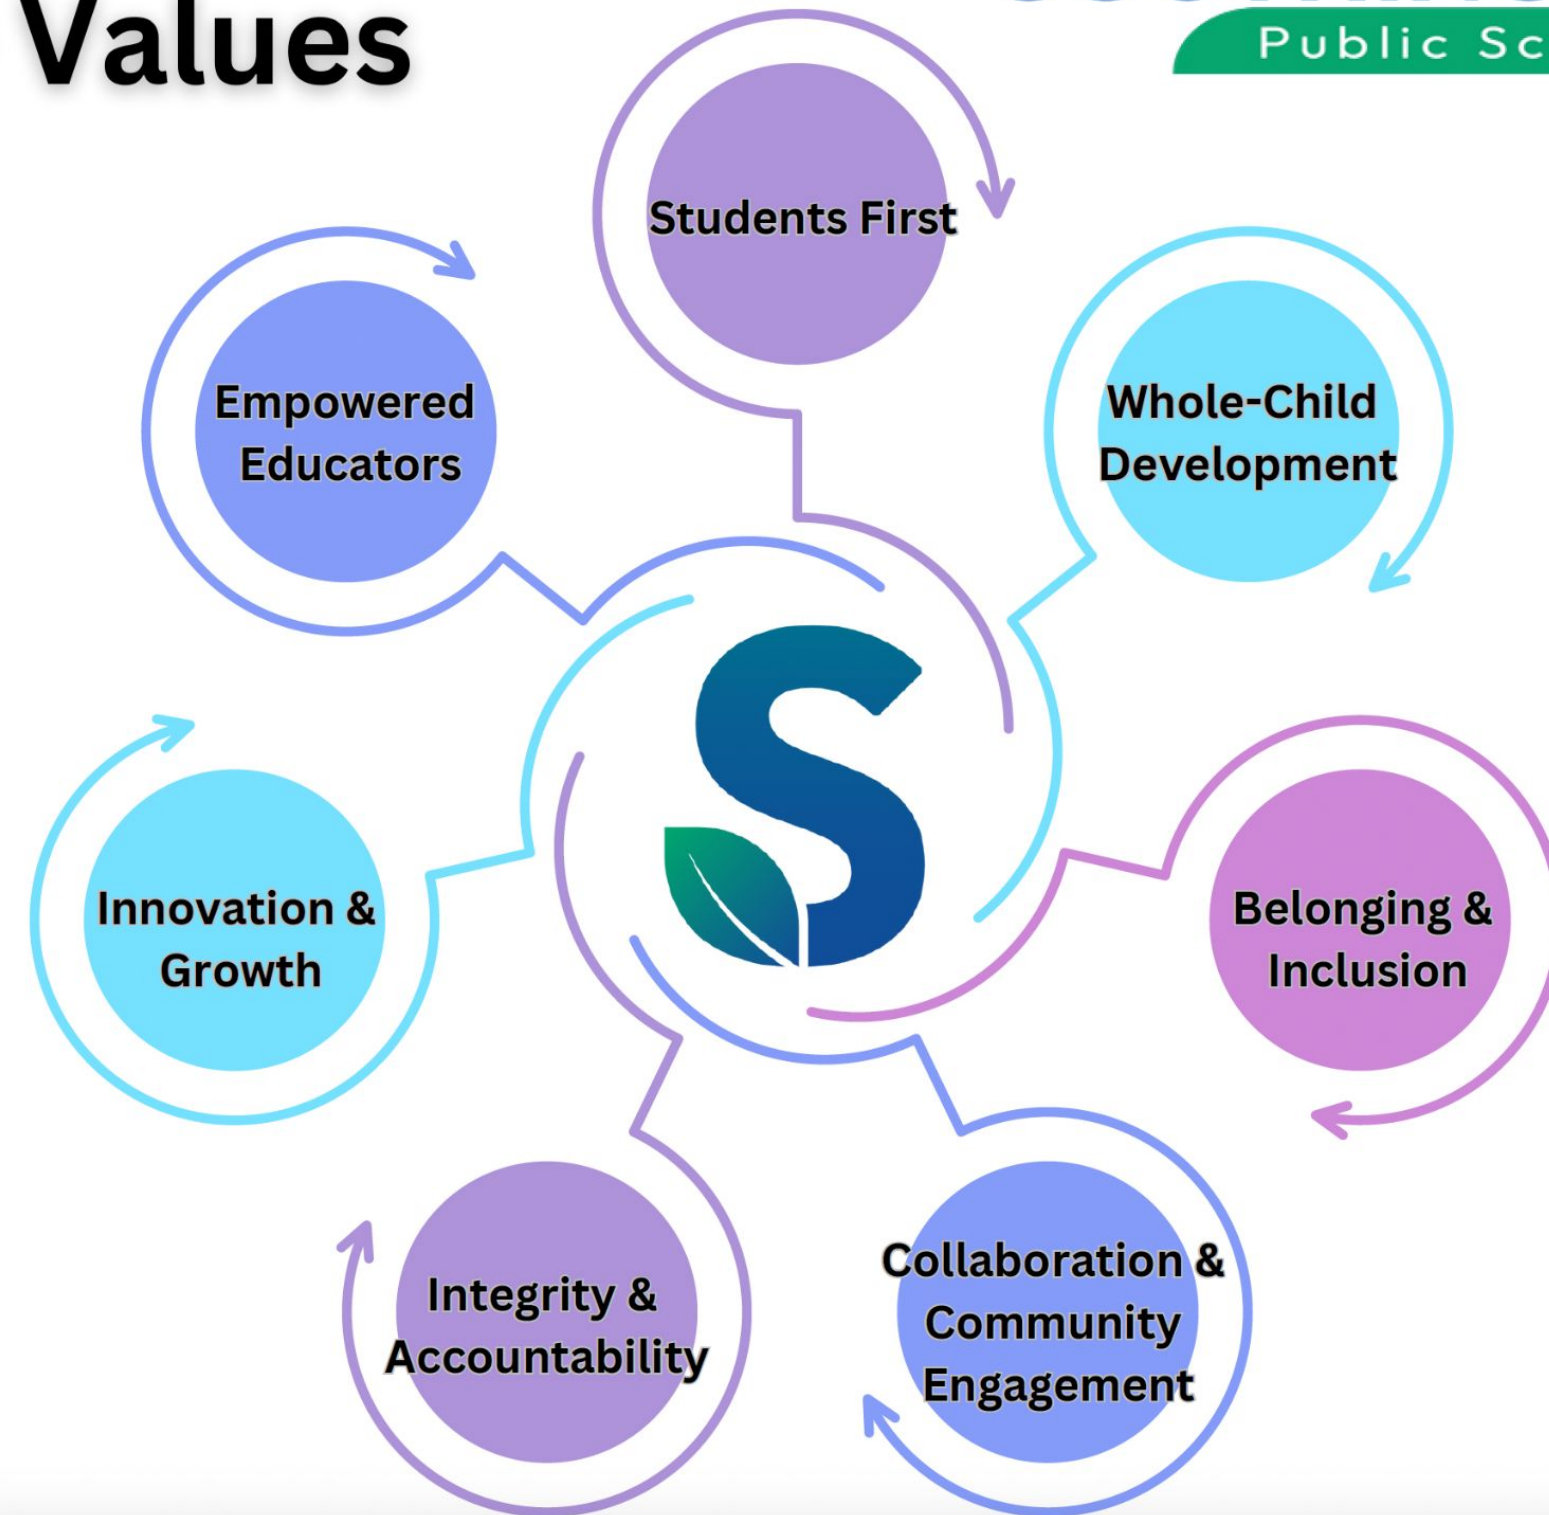 Values
Public Sc
Students First
Empowered
Educators
Whole-Child
Development
Innovation &
Growth
Belonging &
Inclusion
Integrity &
Accountability
Collaboration &
Community
Engagement
S